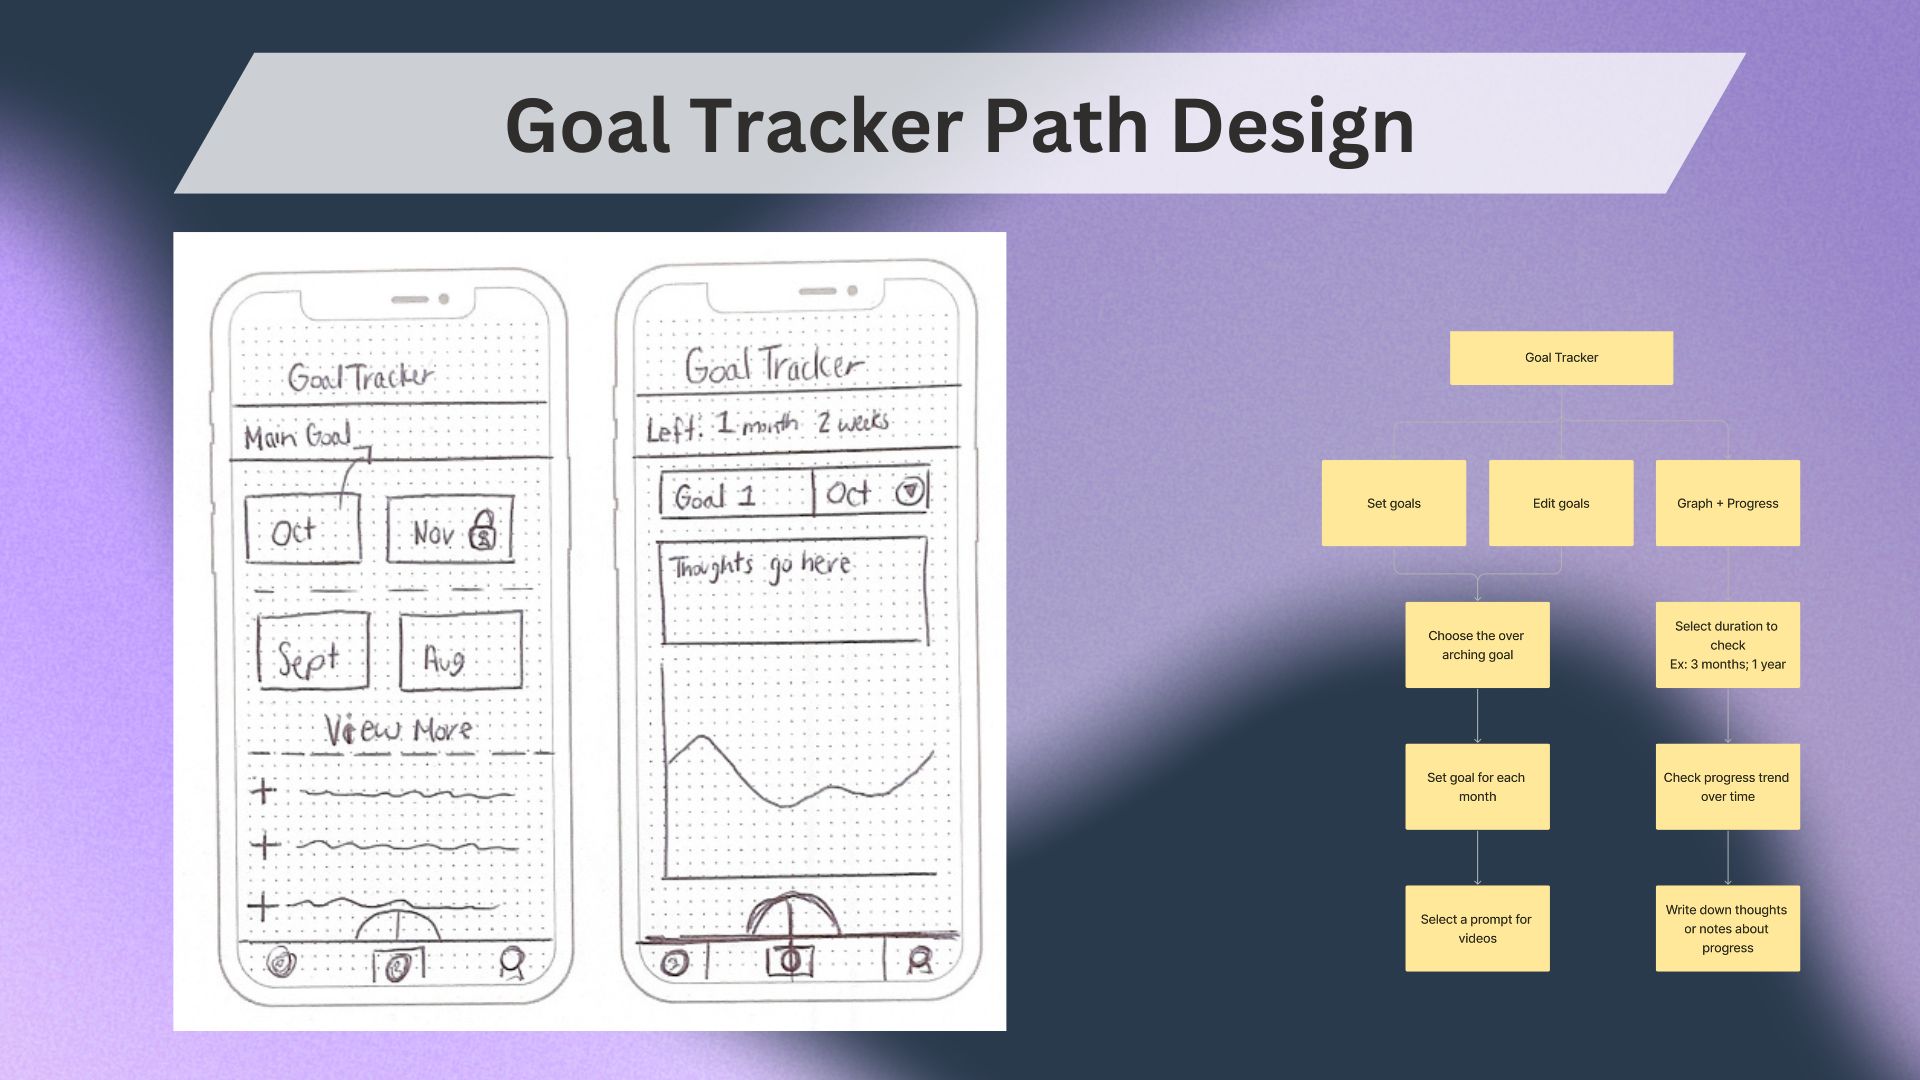 Goal Tracker Path Design
Goal Tracker
Main Goal
Oct
Nov
Sept
Aug
View More
Goal Tracker
Left: 1 month 2 weeks
Goal 1
Oct
Thoughts go here
Goal Tracker
Set goals
Edit goals
Graph + Progress
Choose the over
arching goal
Select duration to
check
Ex: 3 months; 1 year
Set goal for each
month
Check progress trend
over time
Select a prompt for
videos
Write down thoughts
or notes about
progress